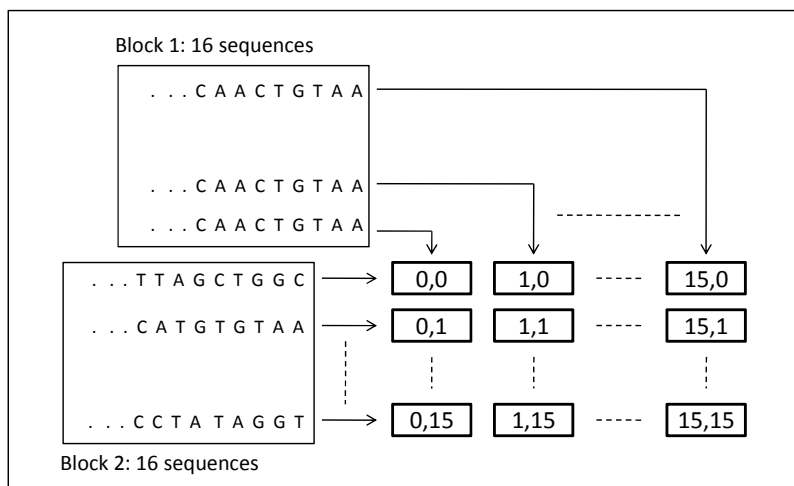 Block 1: 16 sequences
. . . C A A C T G T A A
. . . C A A C T G T A A
. . . C A A C T G T A A
. . . T T A G C T G G C
0,0 1,0 15,0
. . . C A T G T G T A A
0,1 1,1 15,1
. . . C C T A T A G G T
0,15 1,15 15,15
Block 2: 16 sequences